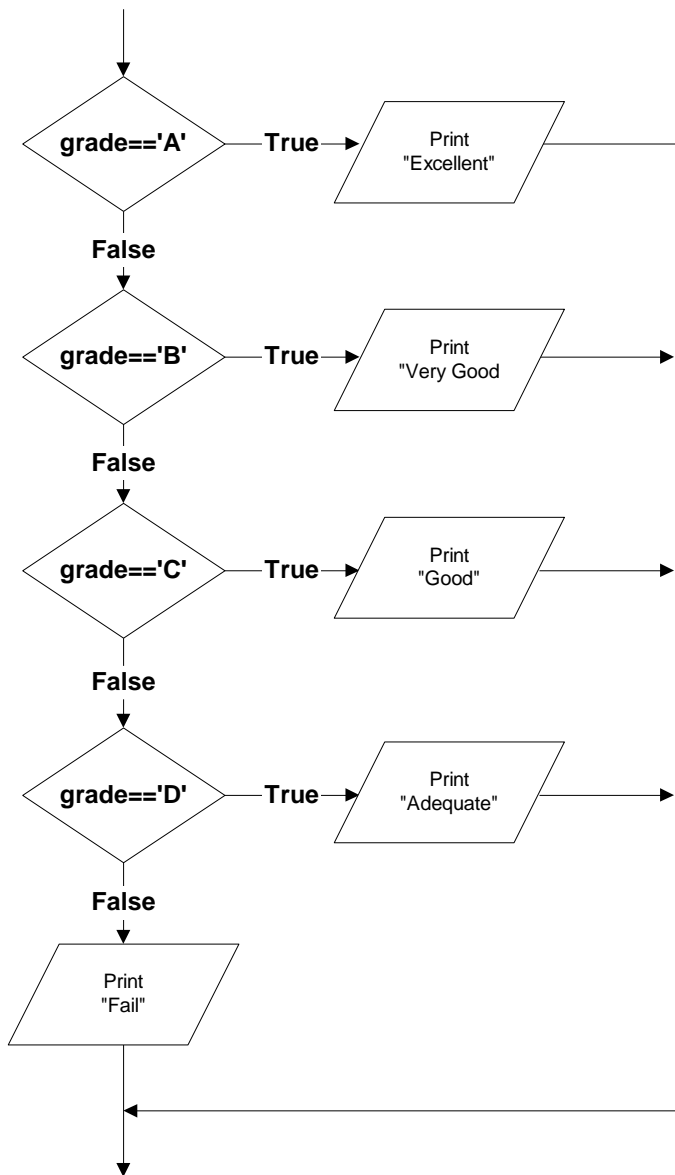 grade=='A'
True
Print
"Excellent"
False
grade=='B'
True
Print
"Very Good
False
grade=='C'
True
Print
"Good"
False
grade=='D'
True
Print
"Adequate"
False
Print
"Fail"